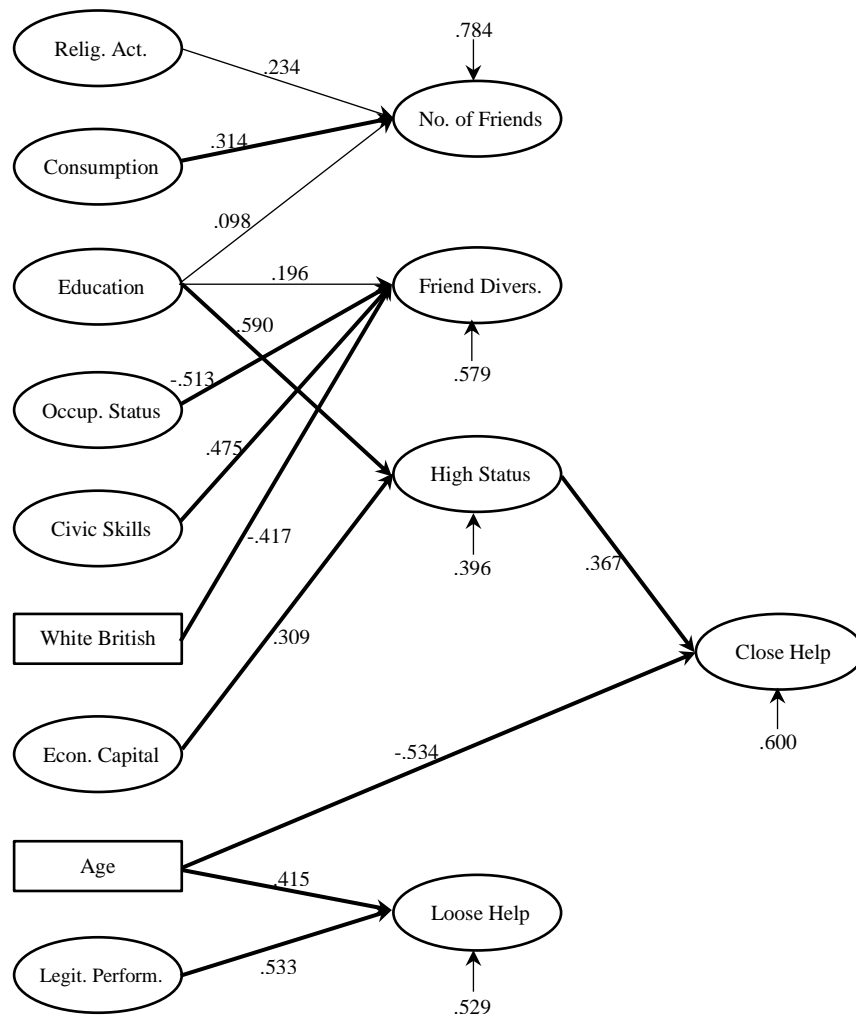 Relig. Act.
.784
.234
No. of Friends
.314
Consumption
.098
.196
Education
Friend Divers.
.590
.579
-.513
Occup. Status
.475
High Status
Civic Skills
-.417
.396
.367
White British
.309
Close Help
Econ. Capital
-.534
.600
Age
.415
Loose Help
.533
Legit. Perform.
.529